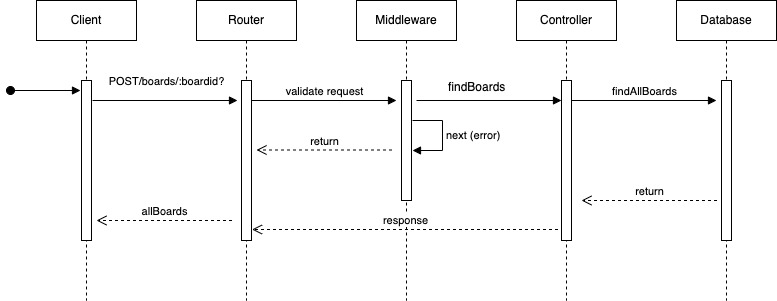 Client
Router
Middleware
Controller
Database
POST/boards/:boardid?
validate request
findBoards
findAllBoards
next (error)
return
return
allBoards
response